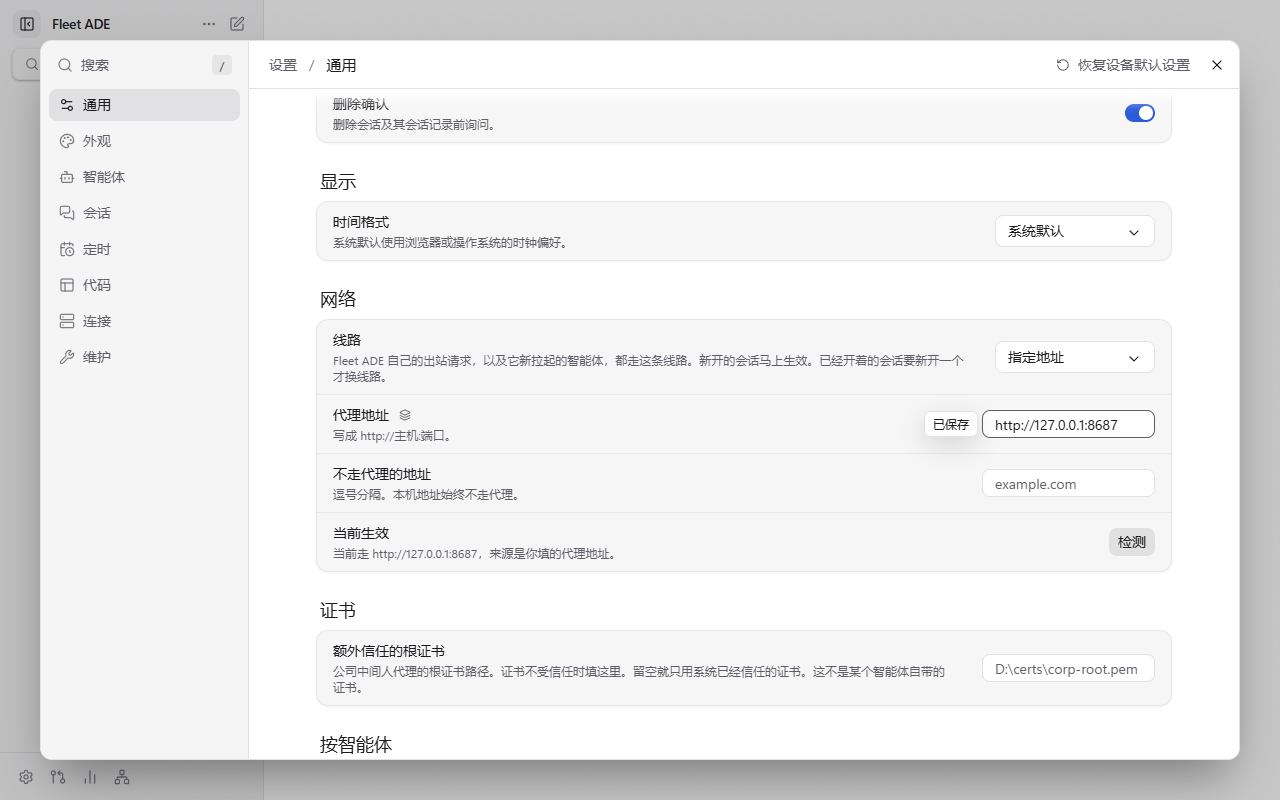 Fleet ADE
搜索
/
通用
外观
智能体
会话
定时
代码
连接
维护
设置 / 通用
恢复设备默认设置
删除确认
删除会话及其会话记录前询问。
显示
时间格式
系统默认使用浏览器或操作系统的时钟偏好。
系统默认
网络
线路
Fleet ADE 自己的出站请求，以及它新拉起的智能体，都走这条线路。新开的会话马上生效。已经开着的会话要新开一个
才换线路。
指定地址
代理地址
写成 http://主机:端口。
已保存
http://127.0.0.1:8687
不走代理的地址
逗号分隔。本机地址始终不走代理。
example.com
当前生效
当前走 http://127.0.0.1:8687，来源是你填的代理地址。
检测
证书
额外信任的根证书
公司中间人代理的根证书路径。证书不受信任时填这里。留空就只用系统已经信任的证书。这不是某个智能体自带的
证书。
D:\certs\corp-root.pem
按智能体